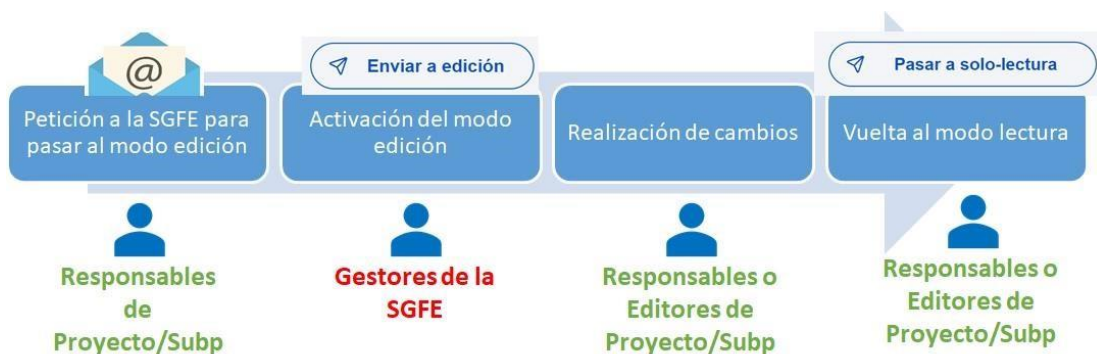 @
Enviar a edición
Pasar a solo-lectura
Petición a la SGFE para
pasar al modo edición
Activación del modo
edición
Realización de cambios
Vuelta al modo lectura
Responsables
de
Proyecto/Subp
Gestores de la
SGFE
Responsables o
Editores de
Proyecto/Subp
Responsables o
Editores de
Proyecto/Subp